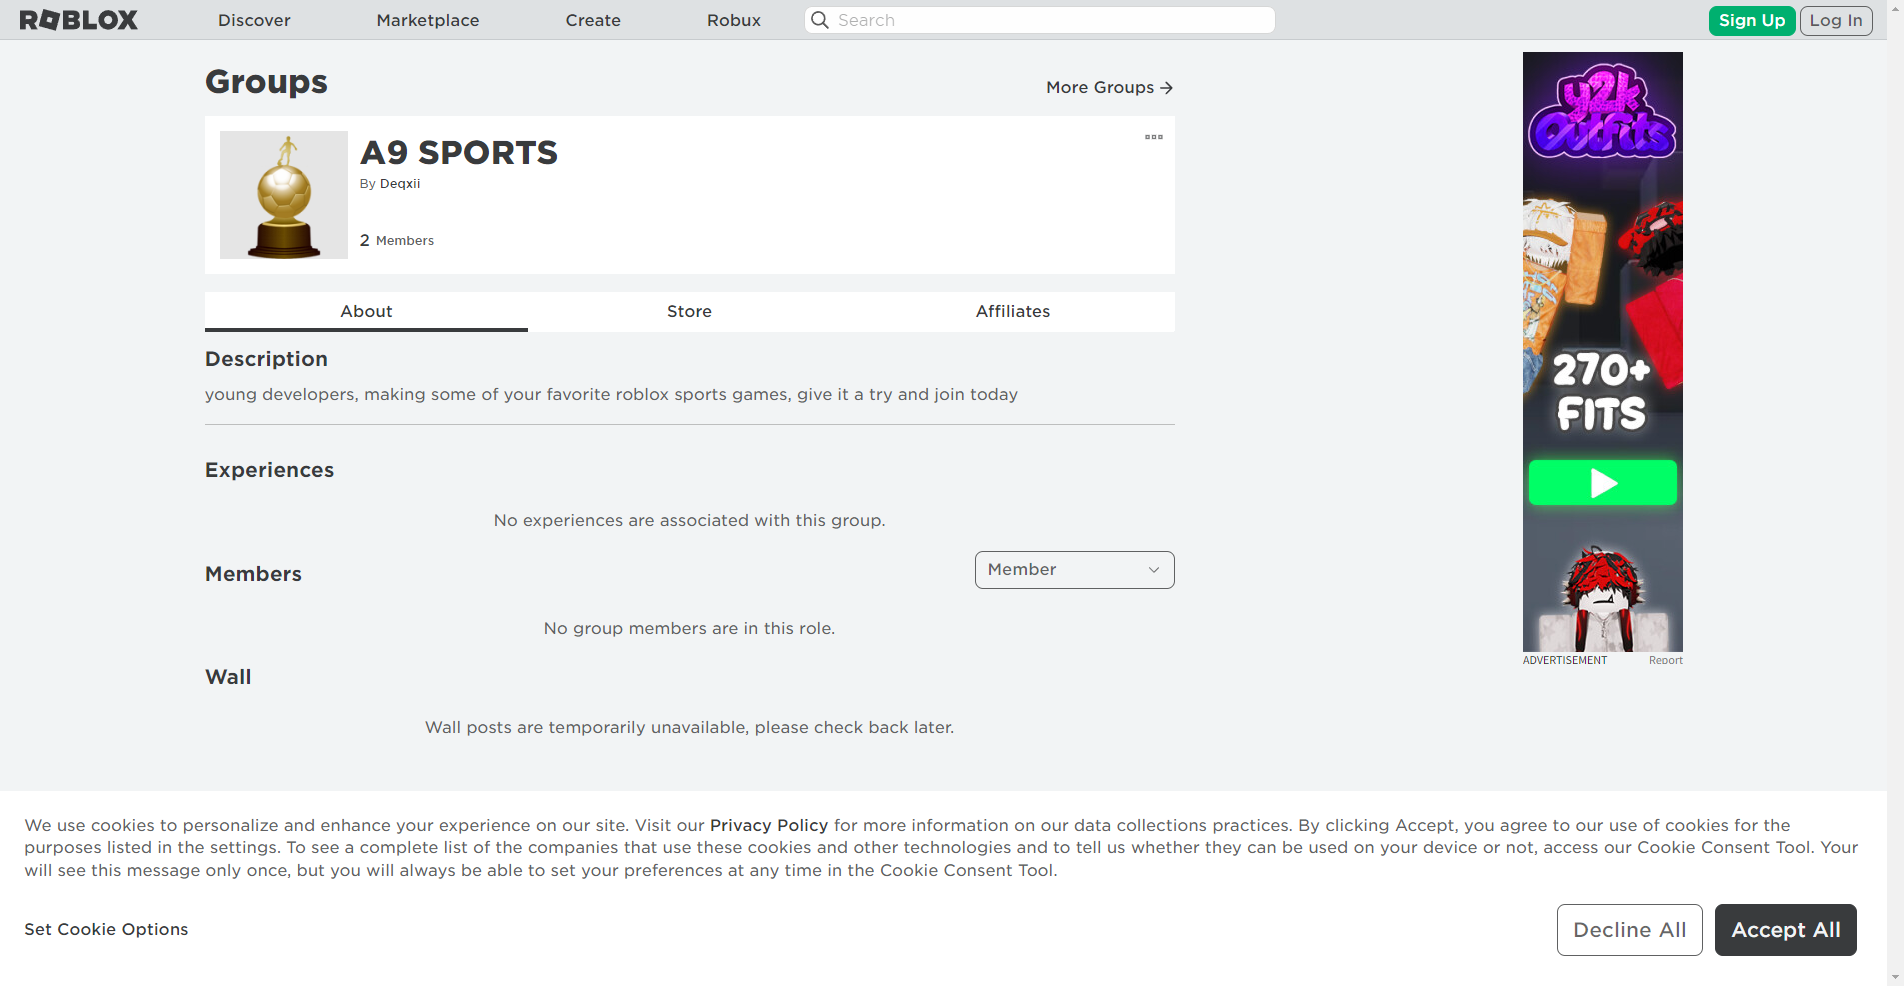 ROBLOX
Discover
Marketplace
Create
Robux
Search
Sign Up
Log In
Groups
More Groups
A9 SPORTS
By Deqxii
2 Members
About
Store
Affiliates
Description
young developers, making some of your favorite roblox sports games, give it a try and join today
Experiences
No experiences are associated with this group.
Members
Member
No group members are in this role.
Wall
Wall posts are temporarily unavailable, please check back later.
y2k
Outfits
270+
FITS
ADVERTISEMENT
Report
We use cookies to personalize and enhance your experience on our site. Visit our Privacy Policy for more information on our data collections practices. By clicking Accept, you agree to our use of cookies for the
purposes listed in the settings. To see a complete list of the companies that use these cookies and other technologies and to tell us whether they can be used on your device or not, access our Cookie Consent Tool. Your
will see this message only once, but you will always be able to set your preferences at any time in the Cookie Consent Tool.
Set Cookie Options
Decline All
Accept All